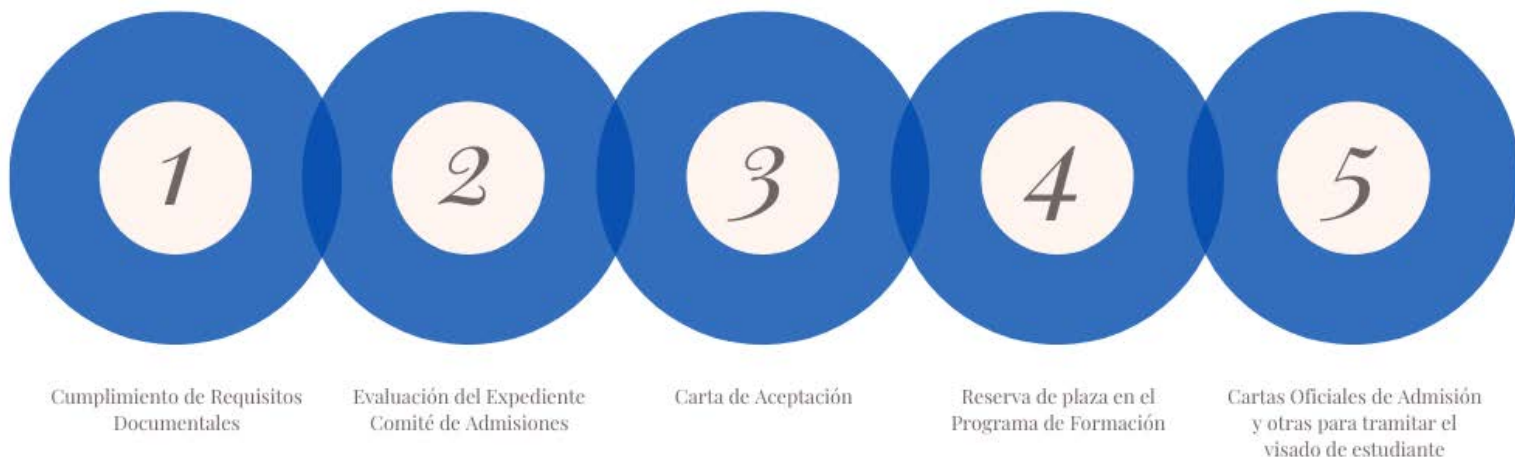 1
2
3
4
5
Cumplimiento de Requisitos
Documentales
Evaluación del Expediente
Comité de Admisiones
Carta de Aceptación
Reserva de plaza en el
Programa de Formación
Cartas Oficiales de Admisión
y otras para tramitar el
visado de estudiante